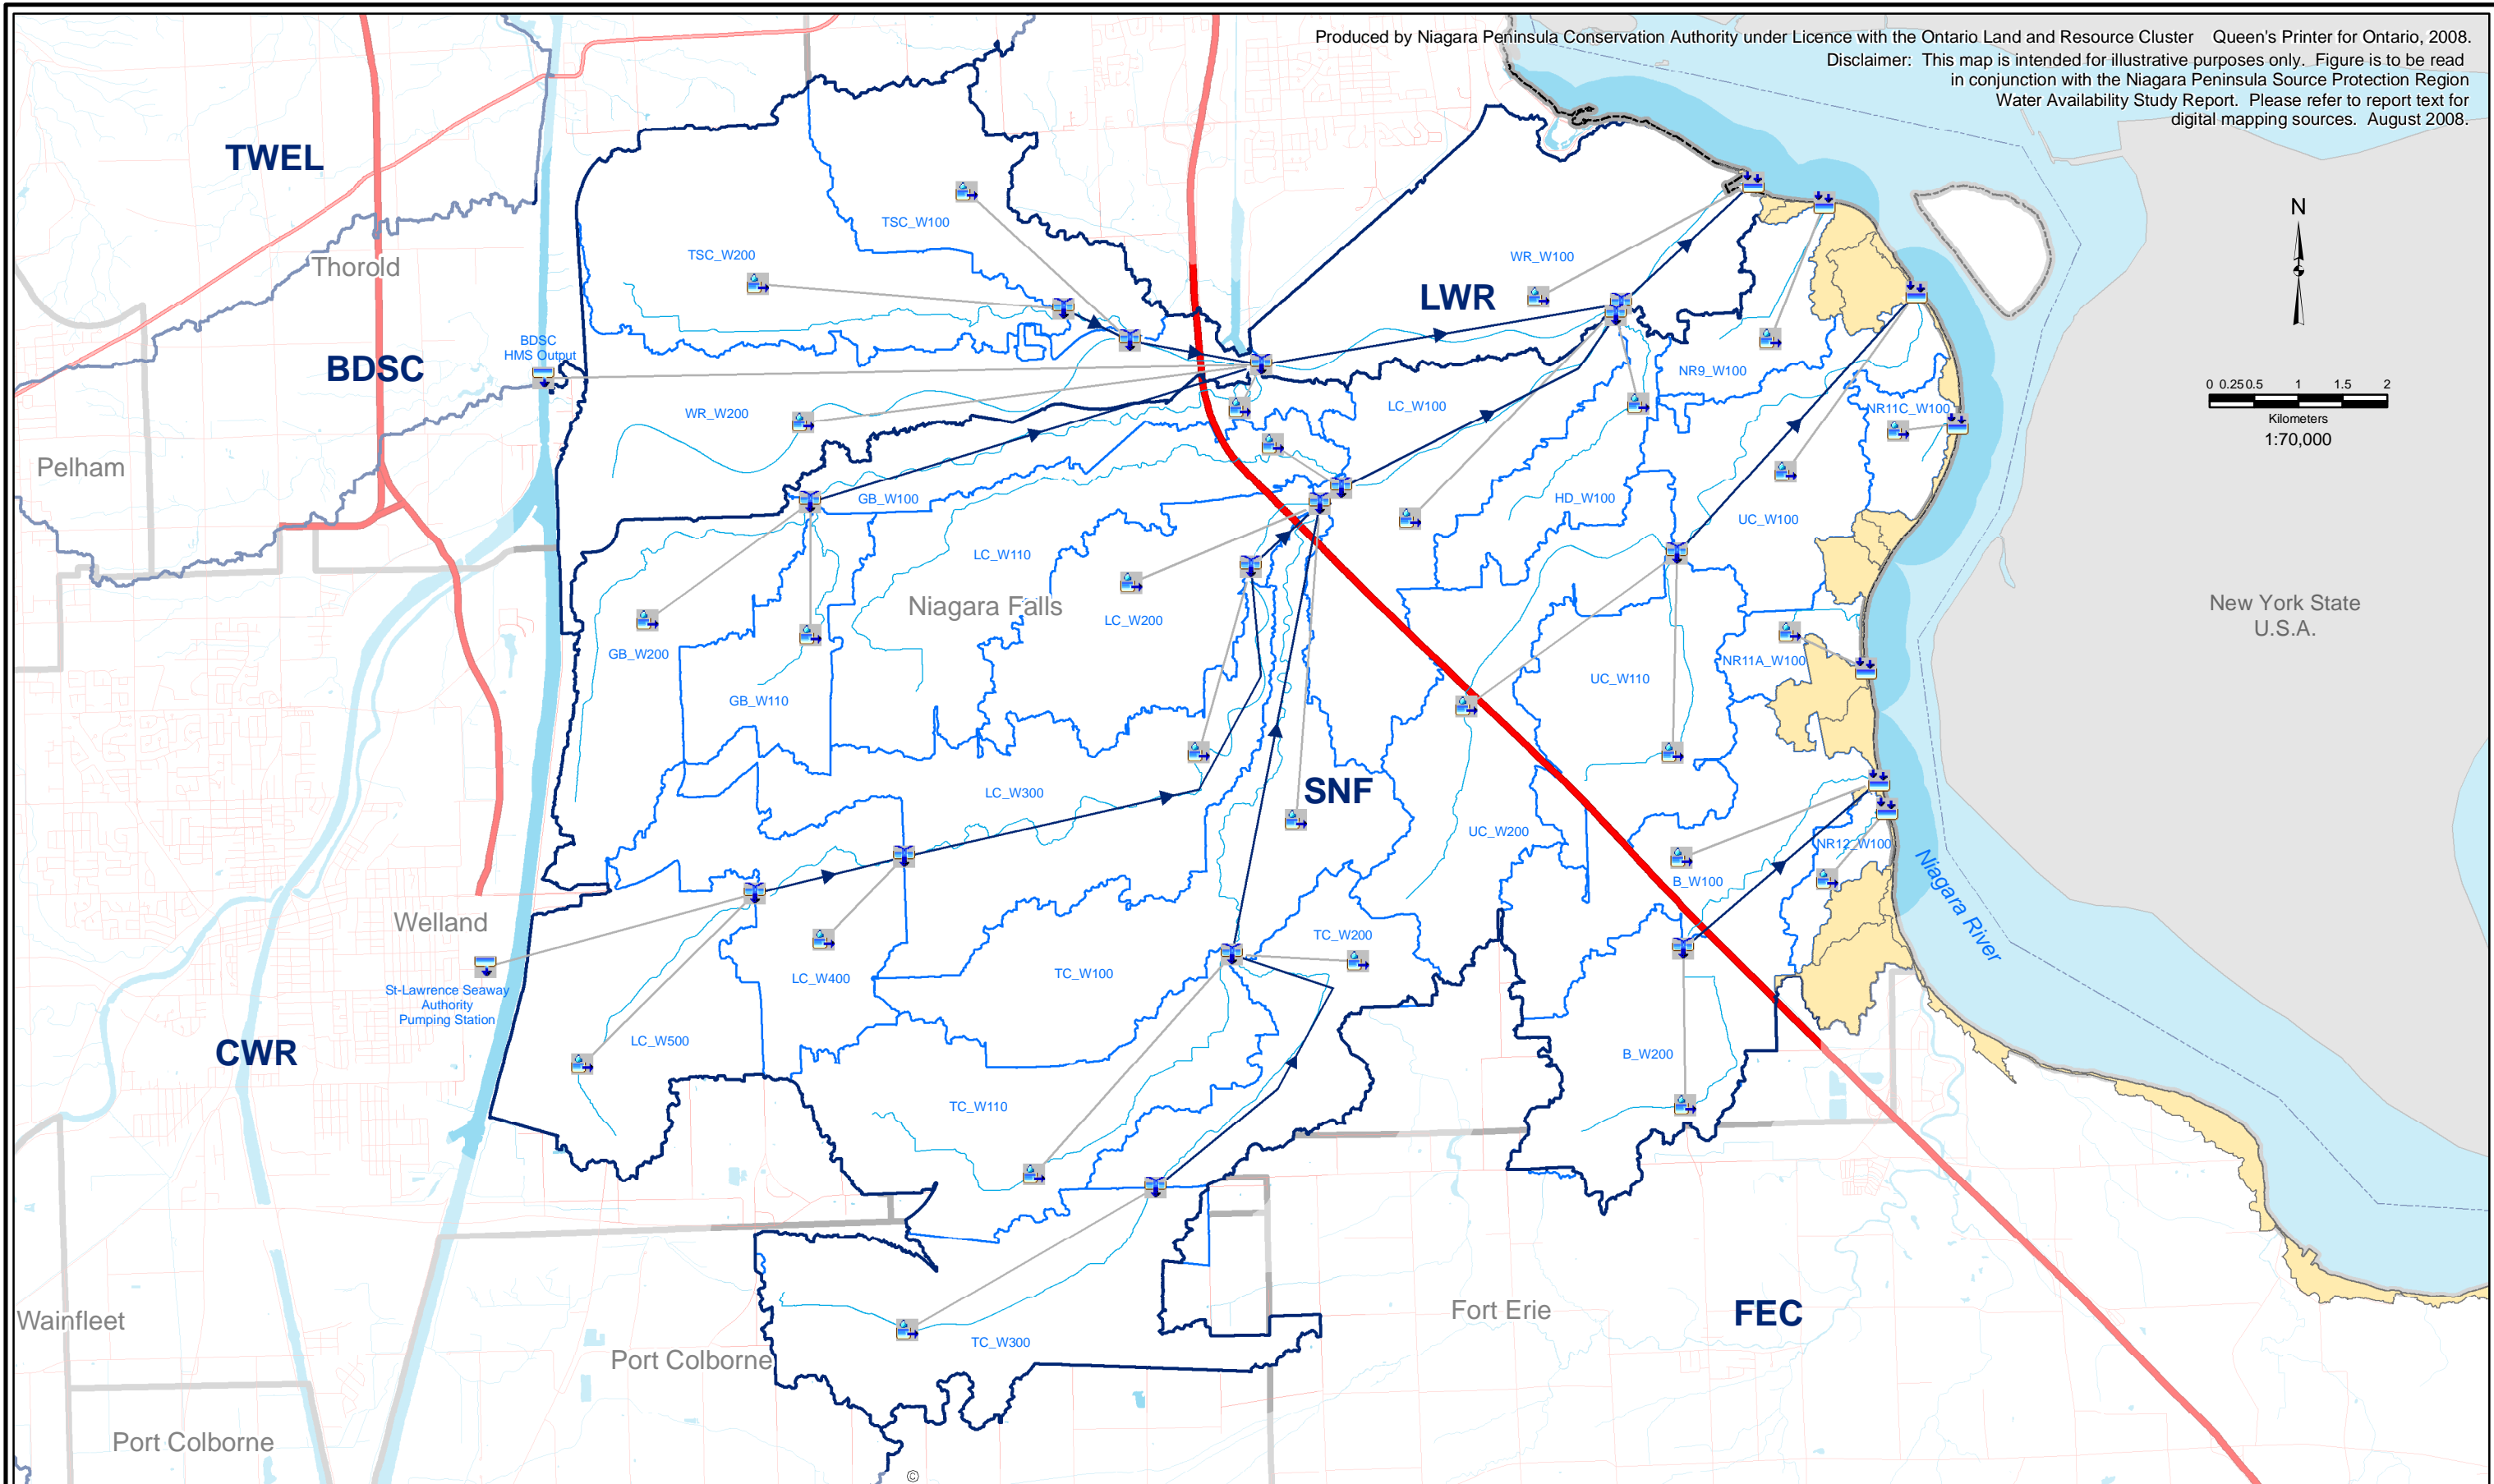 Produced by Niagara Peninsula Conservation Authority under Licence with the Ontario Land and Resource Cluster Queen's Printer for Ontario, 2008.
Disclaimer: This map is intended for illustrative purposes only. Figure is to be read
in conjunction with the Niagara Peninsula Source Protection Region
Water Availability Study Report. Please refer to report text for
digital mapping sources. August 2008.
TWEL
Thorold
TSC_W100
TSC_W200
WR_W100
LWR
N
BDSC
HMS Output
BDSC
NR9_W100
0 0.25 0.5 1 1.5 2
Kilometers
1:70,000
WR_W200
LC_W100
NR11C_W100
Pelham
GB_W100
HD_W100
UC_W100
LC_W110
Niagara Falls
LC_W200
New York State
U.S.A.
GB_W200
NR11A_W100
UC_W110
GB_W110
LC_W300
SNF
UC_W200
NR12_W100
B_W100
Niagara River
Welland
TC_W200
TC_W100
LC_W400
St-Lawrence Seaway
Authority
Pumping Station
LC_W500
CWR
B_W200
TC_W110
Wainfleet
Fort Erie
FEC
TC_W300
Port Colborne
Port Colborne
©